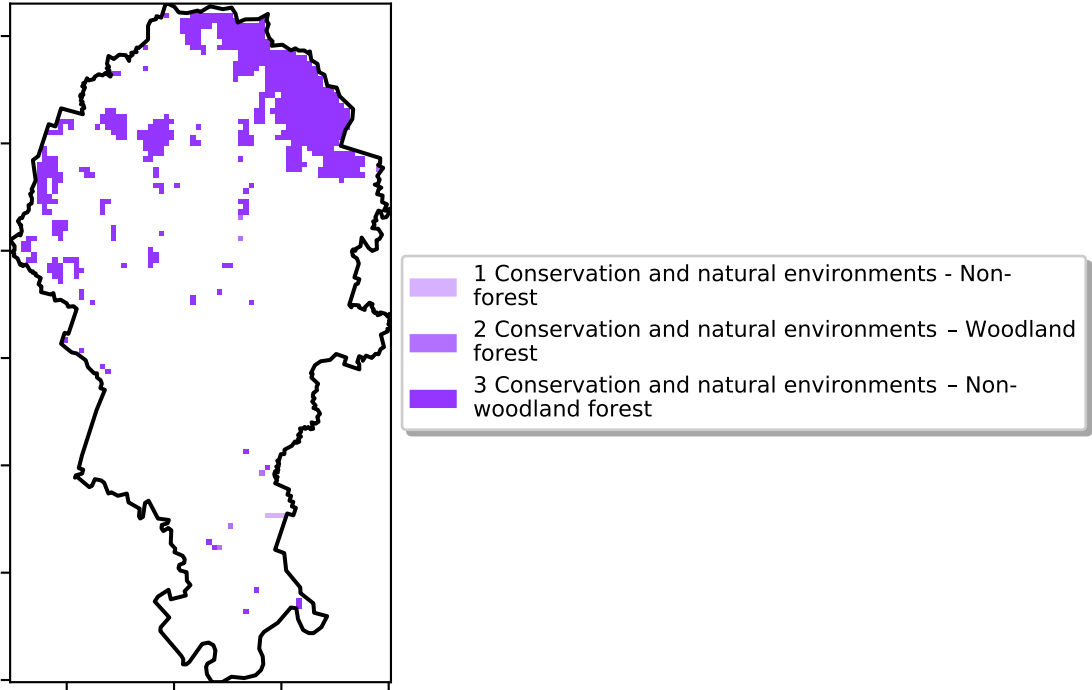 1 Conservation and natural environments - Non-
forest
2 Conservation and natural environments – Woodland
forest
3 Conservation and natural environments – Non-
woodland forest